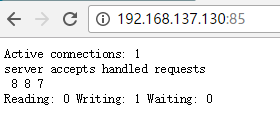 192.168.137.130:85
Active connections: 1
server accepts handled requests
8 8 7
Reading: 0 Writing: 1 Waiting: 0